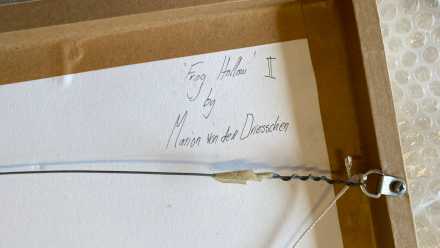 'Frog Hollow' II
by
Marion van den Driesschen